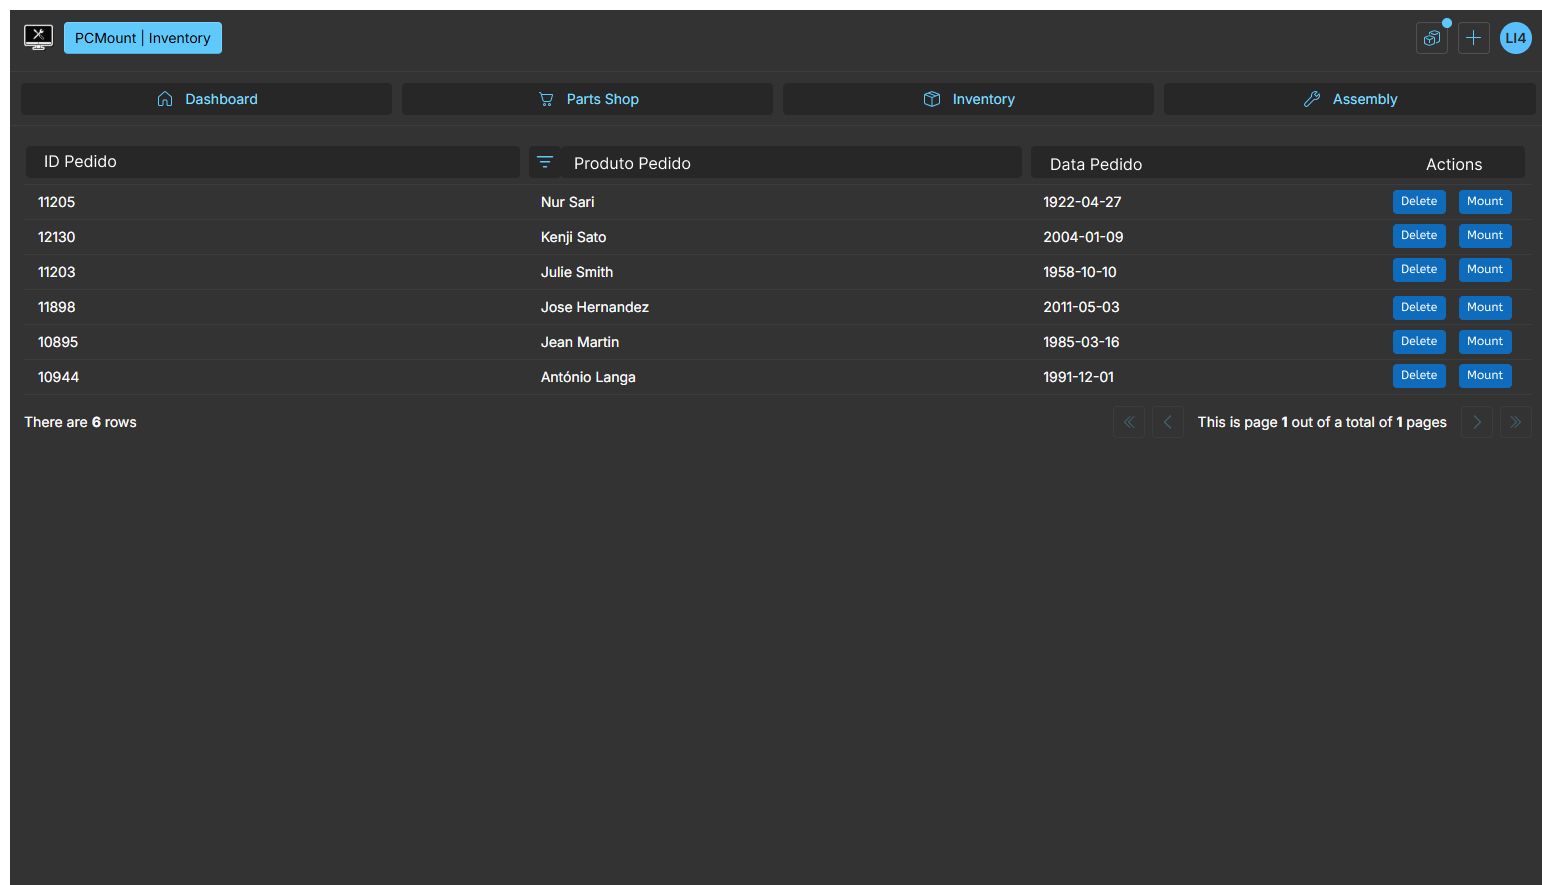 PCMount | Inventory
LI4
Dashboard Parts Shop Inventory Assembly
ID Pedido Produto Pedido Data Pedido Actions
11205 Nur Sari 1922-04-27 Delete Mount
12130 Kenji Sato 2004-01-09 Delete Mount
11203 Julie Smith 1958-10-10 Delete Mount
11898 Jose Hernandez 2011-05-03 Delete Mount
10895 Jean Martin 1985-03-16 Delete Mount
10944 António Langa 1991-12-01 Delete Mount
There are 6 rows This is page 1 out of a total of 1 pages